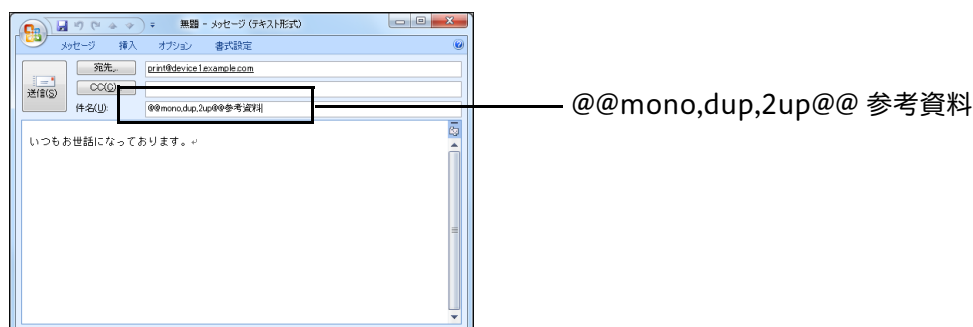 無題 - メッセージ (テキスト形式)
メッセージ 挿入 オプション 書式設定
宛先...
print@device1.example.com
送信(S)
CC(C)...
件名(U):
@@mono,dup,2up@@参考資料
@@mono,dup,2up@@ 参考資料
いつもお世話になっております。